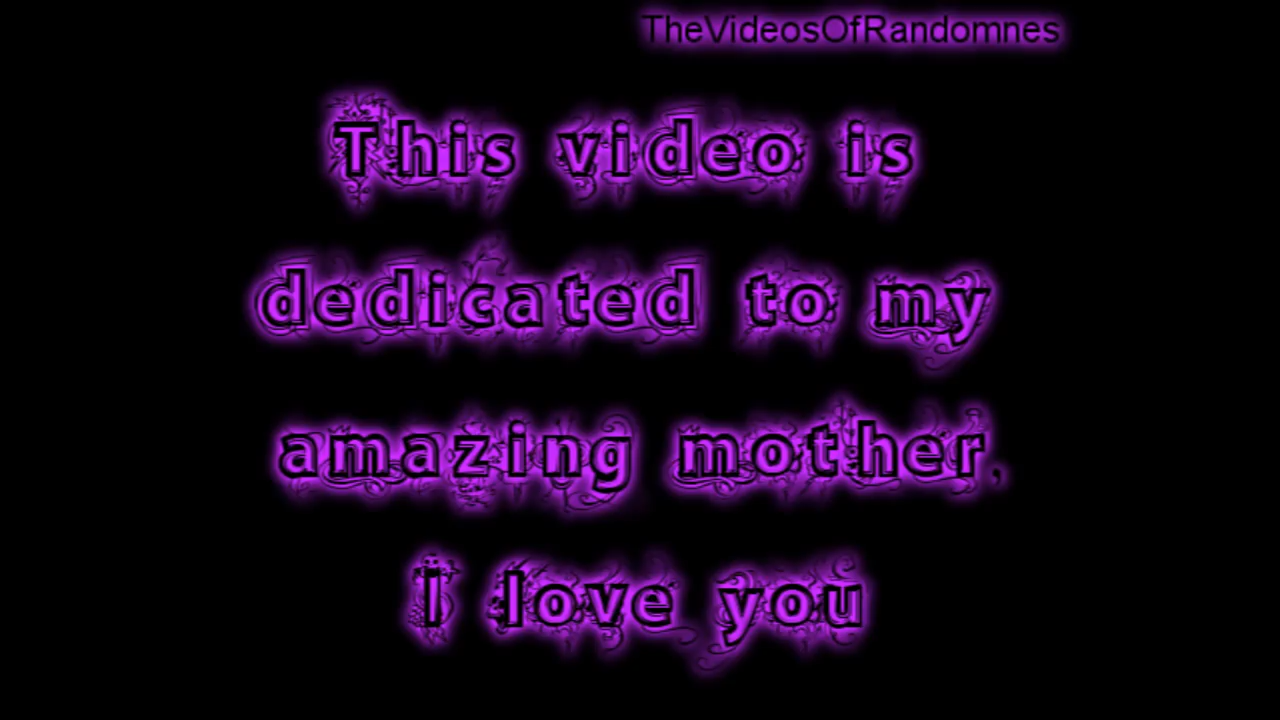 TheVideosOfRandomnes
This video is
dedicated to my
amazing mother,
I love you